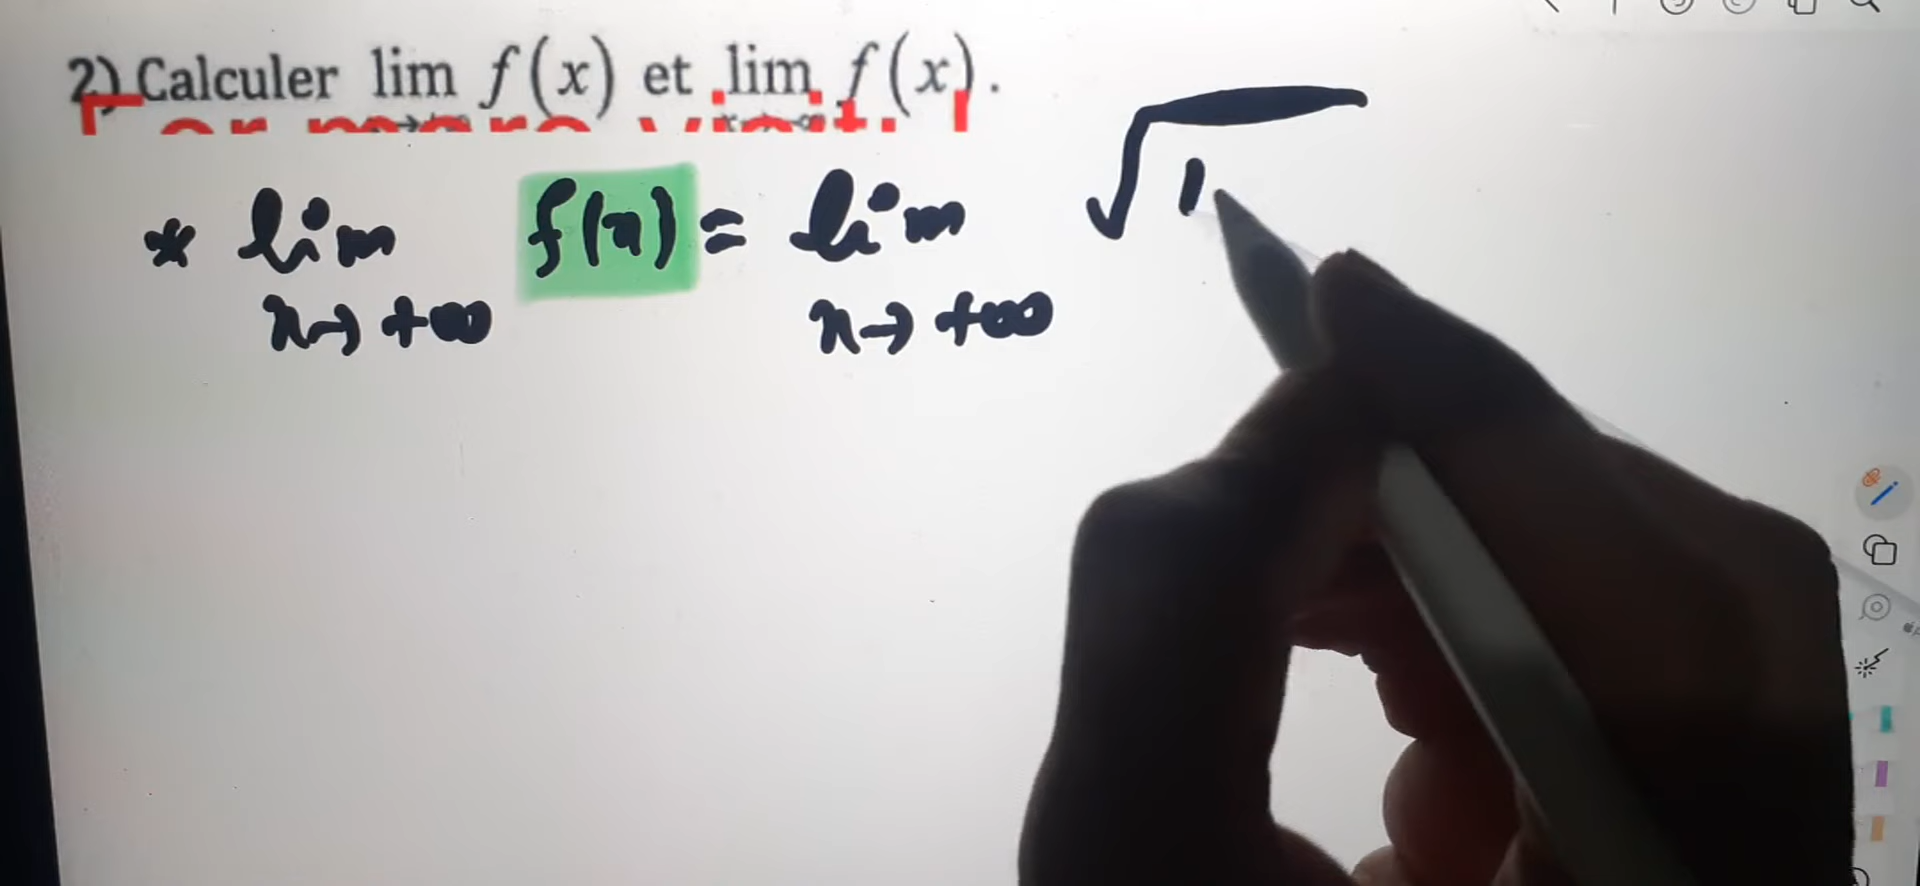 2) Calculer lim f(x) et lim f(x).
* lim f(x) = lim √1
x→ +∞ x→ +∞